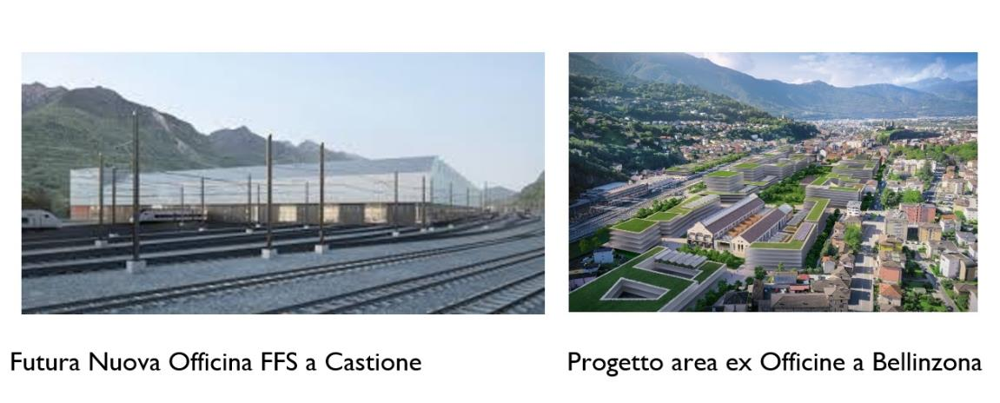 Futura Nuova Officina FFS a Castione
Progetto area ex Officine a Bellinzona